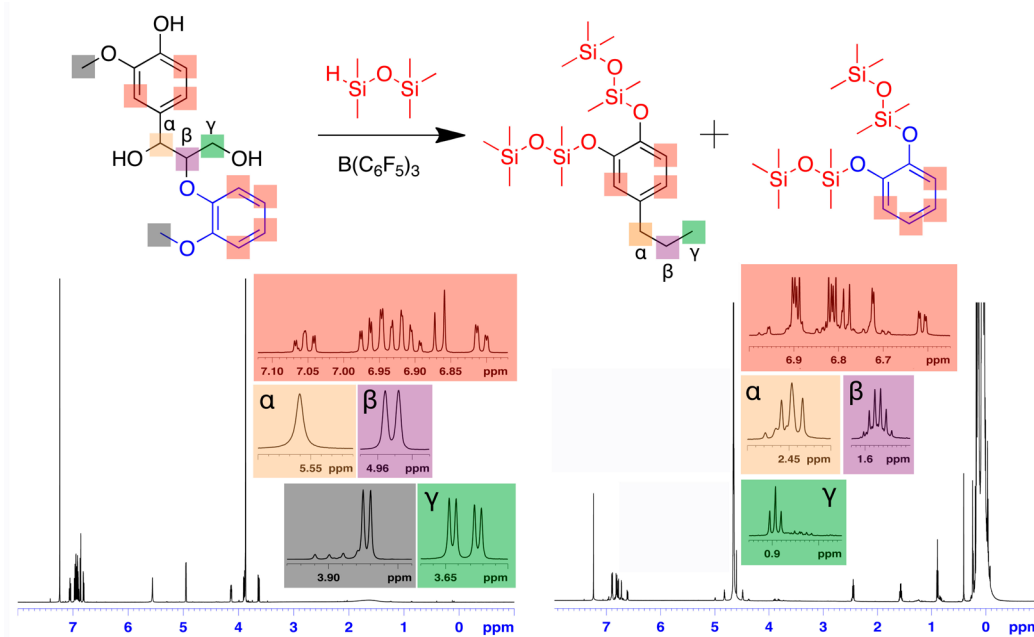 OH
O
α
β
γ
HO
OH
O
O
H
Si
O
Si
B(C6F5)3
Si
O
Si
O
O
Si
O
Si
α
β
γ
+
Si
O
Si
O
O
Si
O
Si
7.10 7.05 7.00 6.95 6.90 6.85 ppm
α
5.55 ppm
β
4.96 ppm
3.90 ppm
γ
3.65 ppm
7 6 5 4 3 2 1 0 ppm
6.9 6.8 6.7 ppm
α
2.45 ppm
β
1.6 ppm
γ
0.9 ppm
7 6 5 4 3 2 1 0 ppm